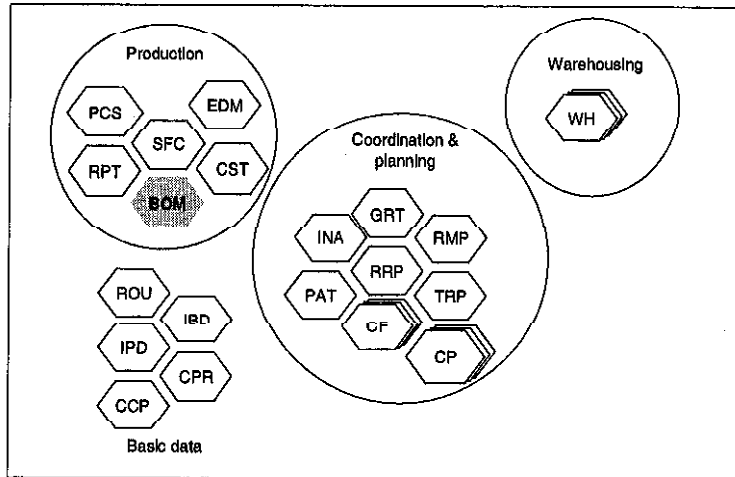 Production
PCS
EDM
SFC
RPT
CST
BOM
Warehousing
WH
Coordination &
planning
GRT
INA
RMP
RRP
PAT
TRP
CF
CP
ROU
IBD
IPD
CPR
CCP
Basic data